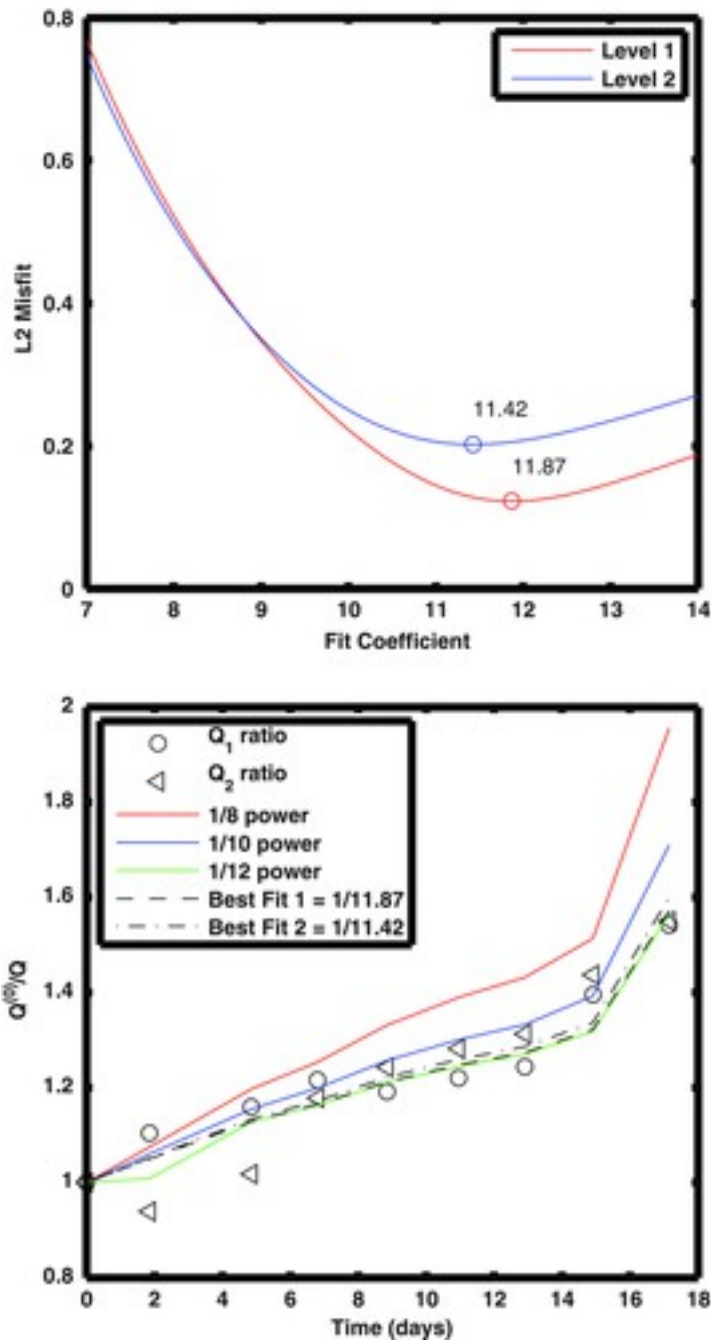 0.8
Level 1
Level 2
0.6
L2 Misfit
0.4
11.42
0.2
11.87
0
7 8 9 10 11 12 13 14
Fit Coefficient
2
Q1 ratio
Q2 ratio
1.8
1/8 power
1/10 power
1/12 power
1.6
Best Fit 1 = 1/11.87
Best Fit 2 = 1/11.42
Q(0)/Q
1.4
1.2
1
0.8
0 2 4 6 8 10 12 14 16 18
Time (days)